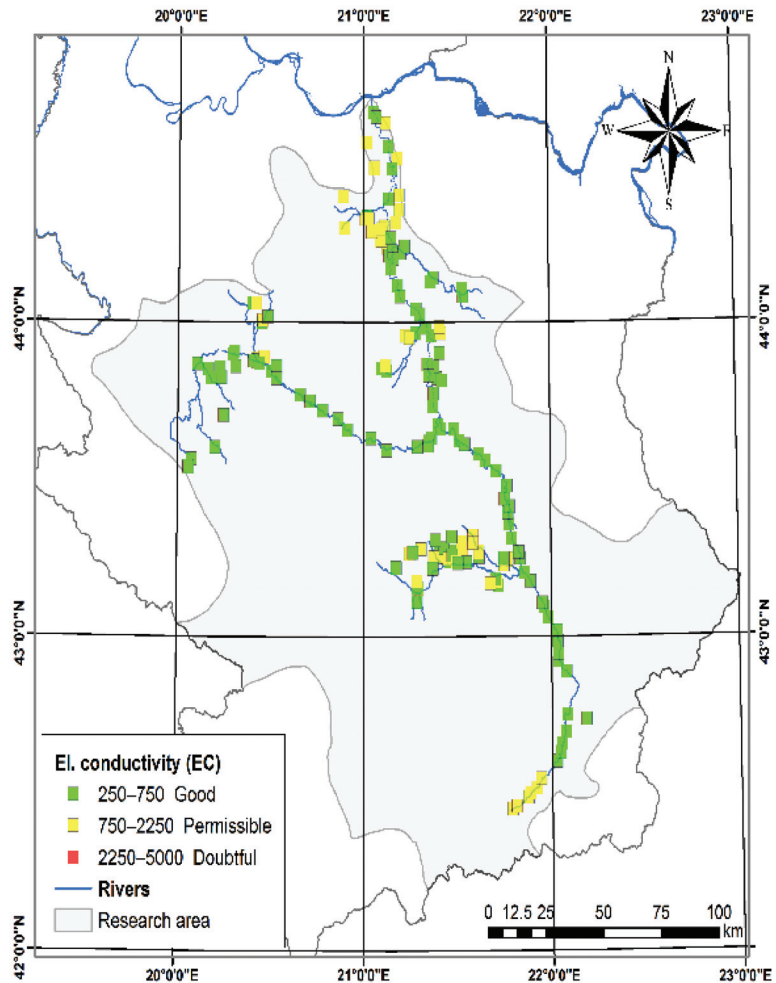 20°0'0"E 21°0'0"E 22°0'0"E 23°0'0"E
N
W E
S
44°0'0"N 44°0'0"N
43°0'0"N 43°0'0"N
El. conductivity (EC)
250–750 Good
750–2250 Permissible
2250–5000 Doubtful
Rivers
Research area
0 12.5 25 50 75 100
km
42°0'0"N
20°0'0"E 21°0'0"E 22°0'0"E 23°0'0"E